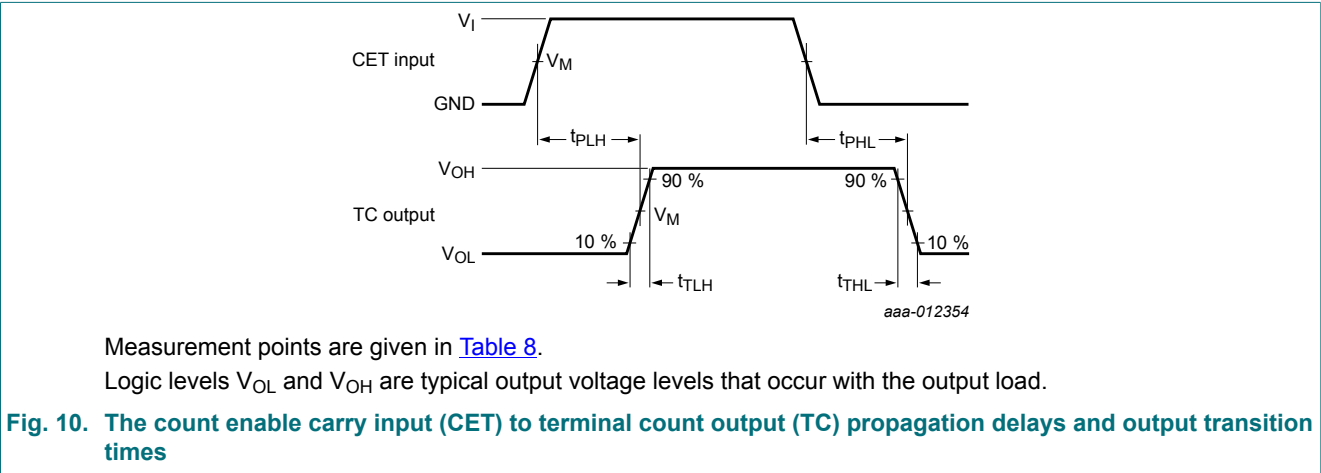 V_I
CET input
V_M
GND
t_PLH
t_PHL
V_OH
90 %
90 %
TC output
V_M
10 %
10 %
V_OL
t_TLH
t_THL
aaa-012354
Measurement points are given in Table 8.
Logic levels V_OL and V_OH are typical output voltage levels that occur with the output load.
Fig. 10. The count enable carry input (CET) to terminal count output (TC) propagation delays and output transition
times